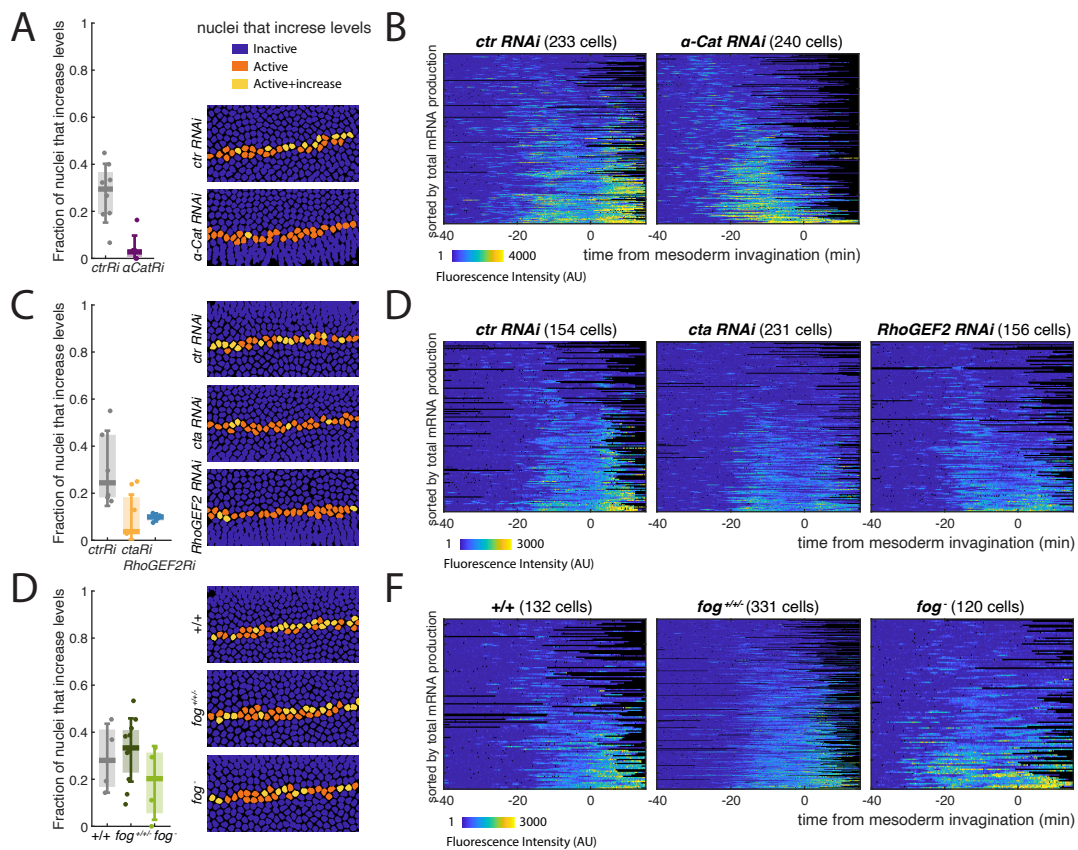 A
nuclei that increse levels
Inactive
Active
Active+increase
Fraction of nuclei that increase levels
1
0.8
0.6
0.4
0.2
0
ctrRi αCatRi
ctr RNAi
α-Cat RNAi
B
ctr RNAi (233 cells)
α-Cat RNAi (240 cells)
sorted by total mRNA production
-40 -20 0 -40 -20 0
time from mesoderm invagination (min)
1 4000
Fluorescence Intensity (AU)
C
Fraction of nuclei that increase levels
1
0.8
0.6
0.4
0.2
0
ctrRi ctaRi
RhoGEF2Ri
ctr RNAi
cta RNAi
RhoGEF2 RNAi
D
ctr RNAi (154 cells)
cta RNAi (231 cells)
RhoGEF2 RNAi (156 cells)
sorted by total mRNA production
-40 -20 0 -40 -20 0 -40 -20 0
time from mesoderm invagination (min)
1 3000
Fluorescence Intensity (AU)
D
Fraction of nuclei that increase levels
1
0.8
0.6
0.4
0.2
0
+/+ fog+/+/- fog-
+/+
fog+/+/-
fog-
F
+/+ (132 cells)
fog+/+/- (331 cells)
fog- (120 cells)
sorted by total mRNA production
-40 -20 0 -40 -20 0 -40 -20 0
time from mesoderm invagination (min)
1 3000
Fluorescence Intensity (AU)